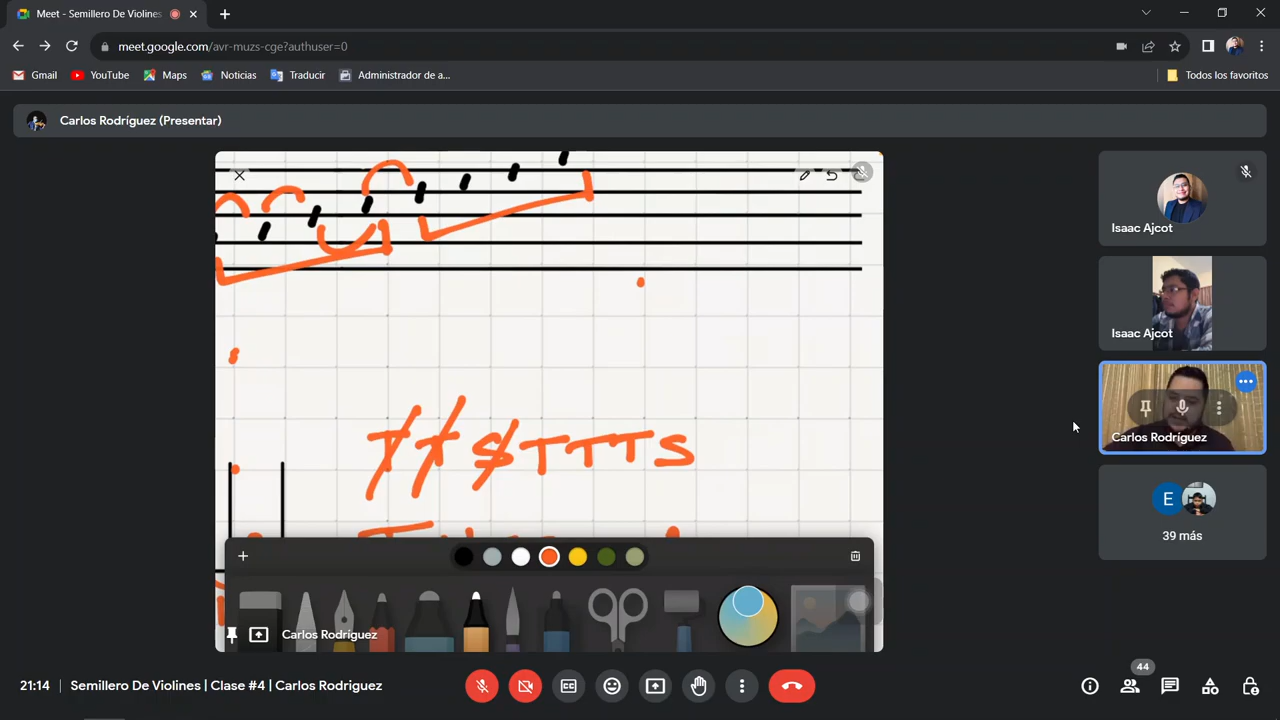 Meet - Semillero De Violines
meet.google.com/avr-muzs-cge?authuser=0
Gmail YouTube Maps Noticias Traducir Administrador de a... Todos los favoritos
Carlos Rodríguez (Presentar)
Isaac Ajcot
Isaac Ajcot
Carlos Rodríguez
E
39 más
T T S T T T S
Carlos Rodríguez
21:14 Semillero De Violines | Clase #4 | Carlos Rodriguez
44